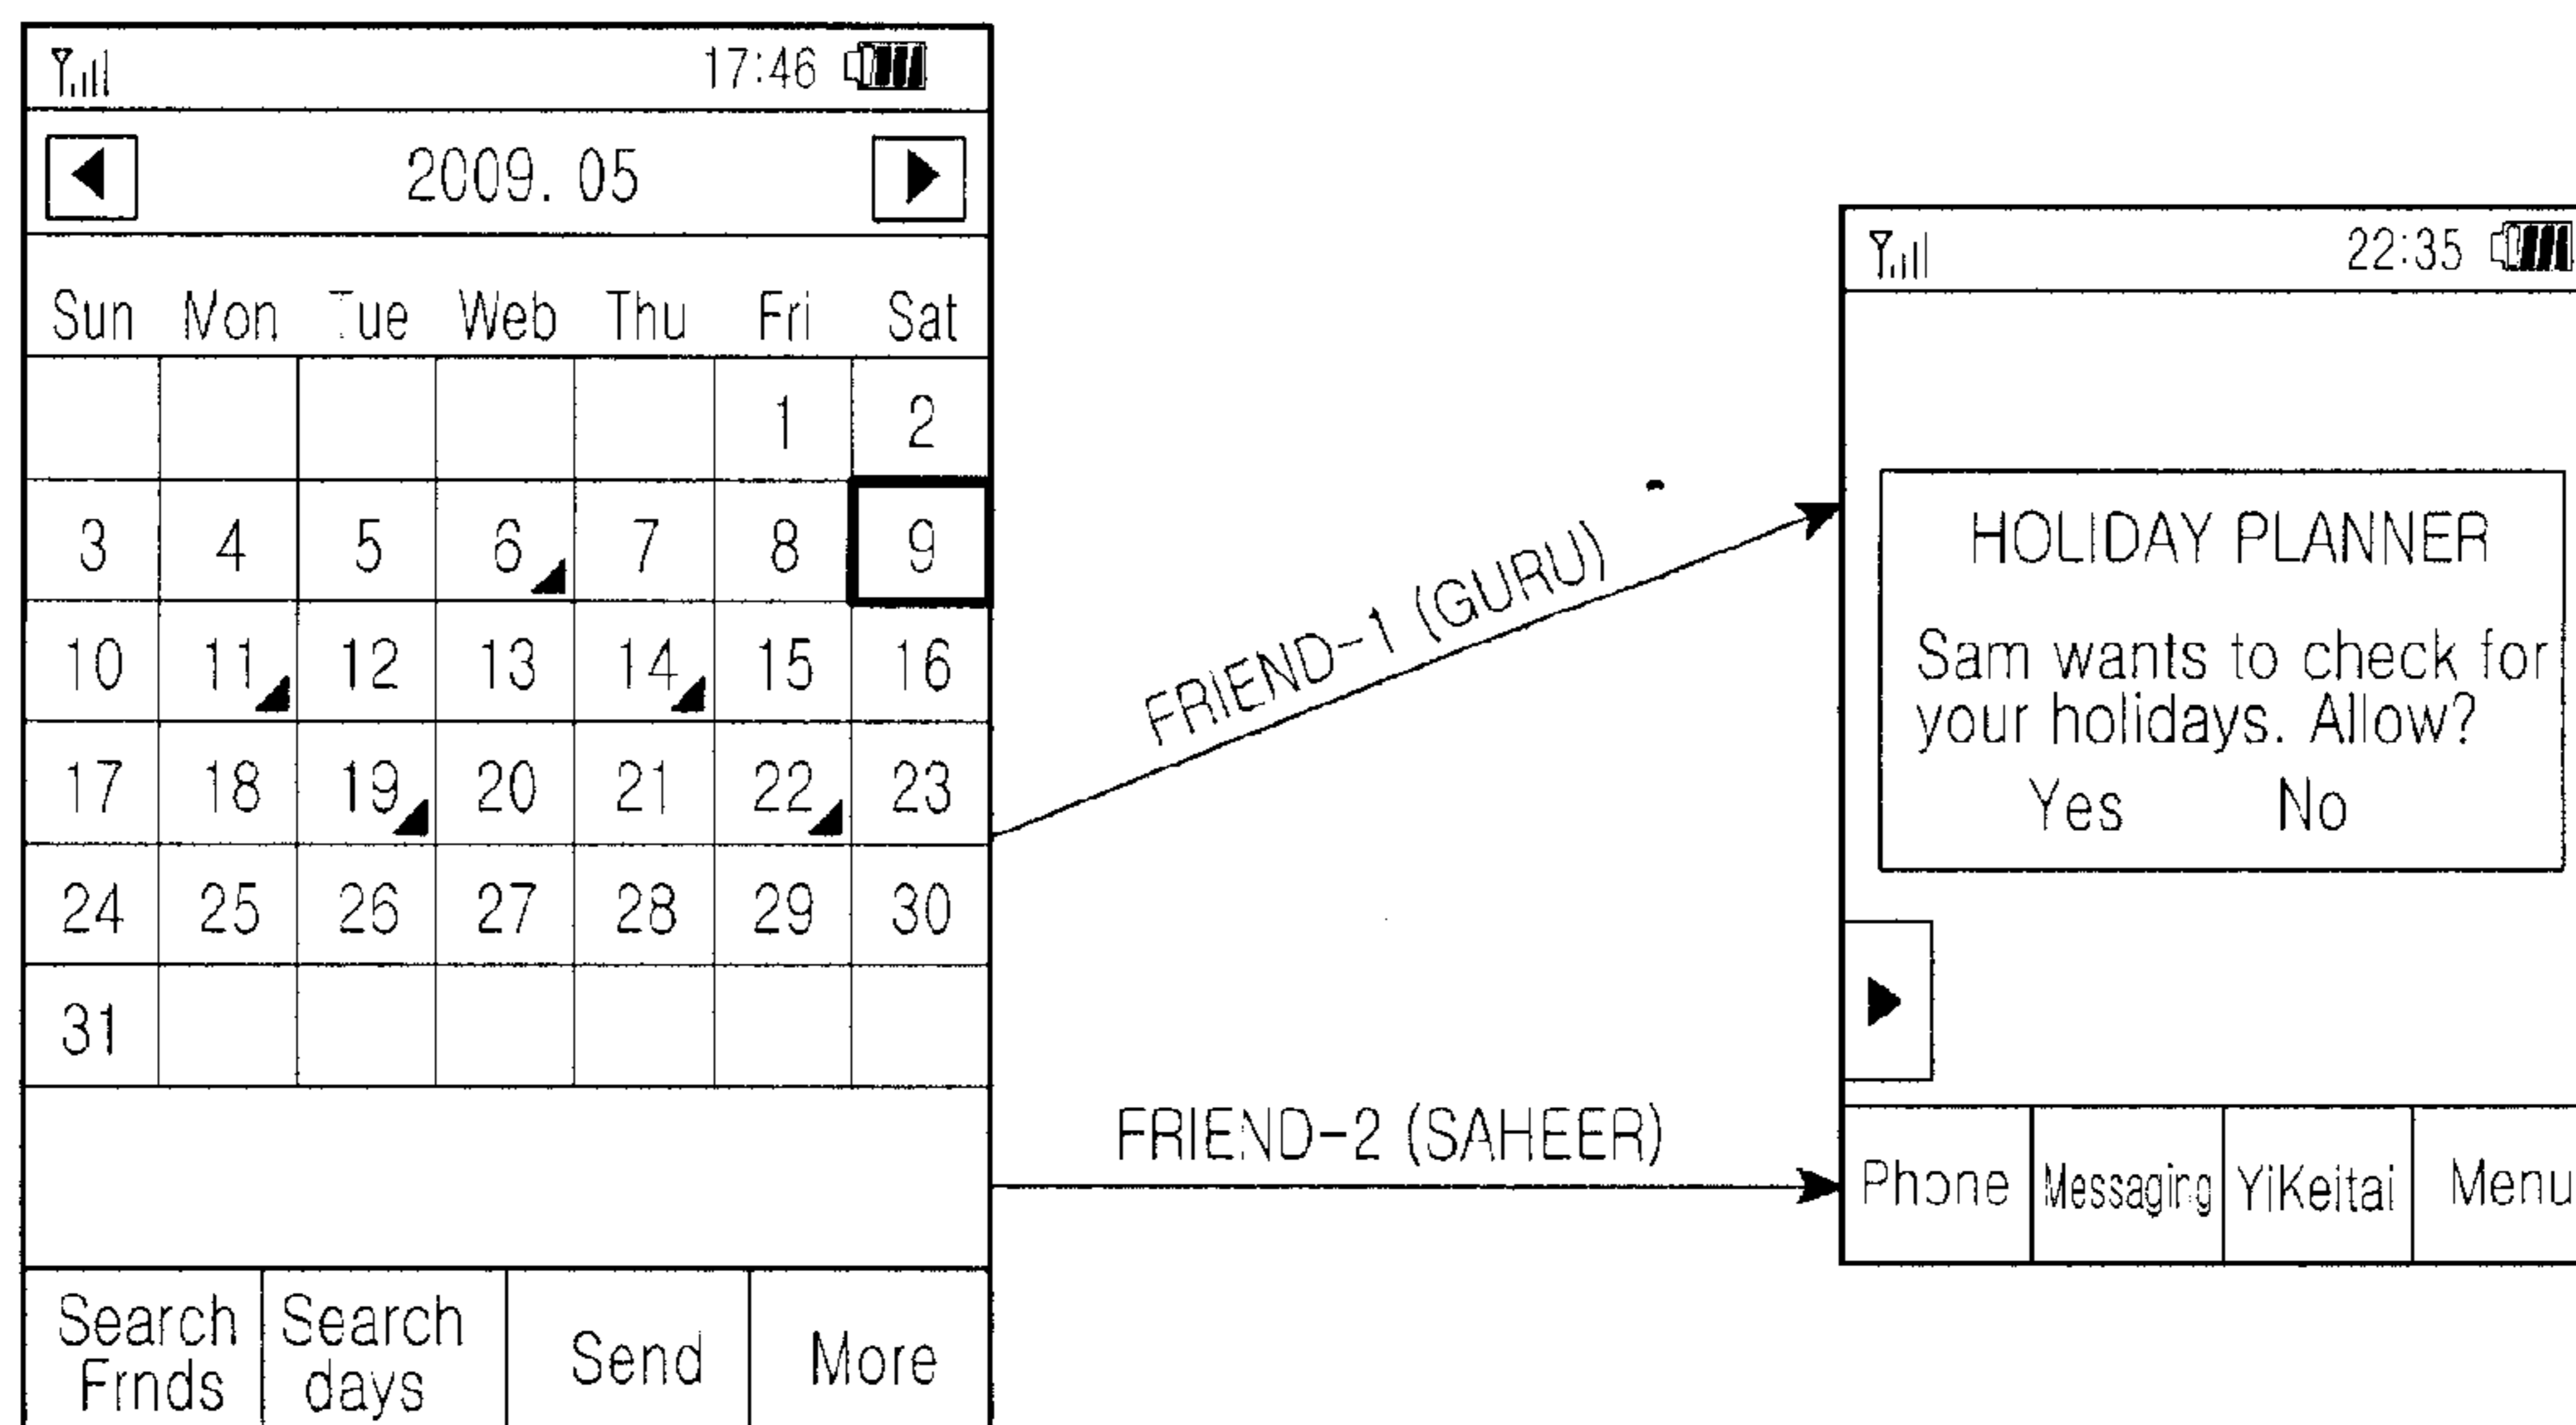 17:46
2009. 05
Sun Mon Tue Web Thu Fri Sat
1 2
3 4 5 6 7 8 9
10 11 12 13 14 15 16
17 18 19 20 21 22 23
24 25 26 27 28 29 30
31
Search Frnds
Search days
Send
More
FRIEND-1 (GURU)
FRIEND-2 (SAHEER)
22:35
HOLIDAY PLANNER
Sam wants to check for
your holidays. Allow?
Yes No
Phone Messaging YiKeitai Menu